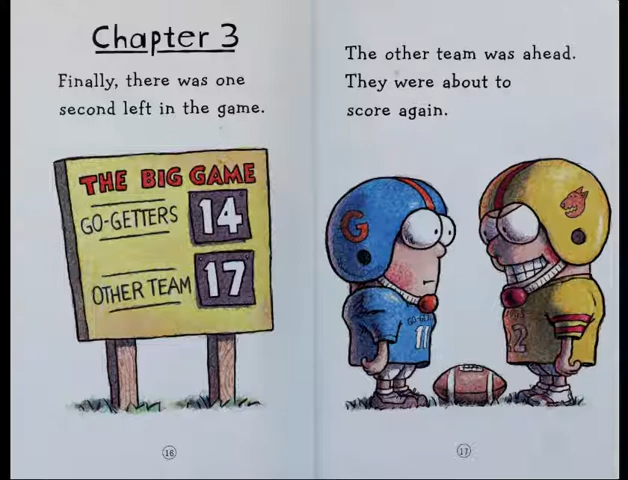 Chapter 3
Finally, there was one
second left in the game.
THE BIG GAME
GO-GETTERS 14
OTHER TEAM 17
16
The other team was ahead.
They were about to
score again.
G
11
2
17